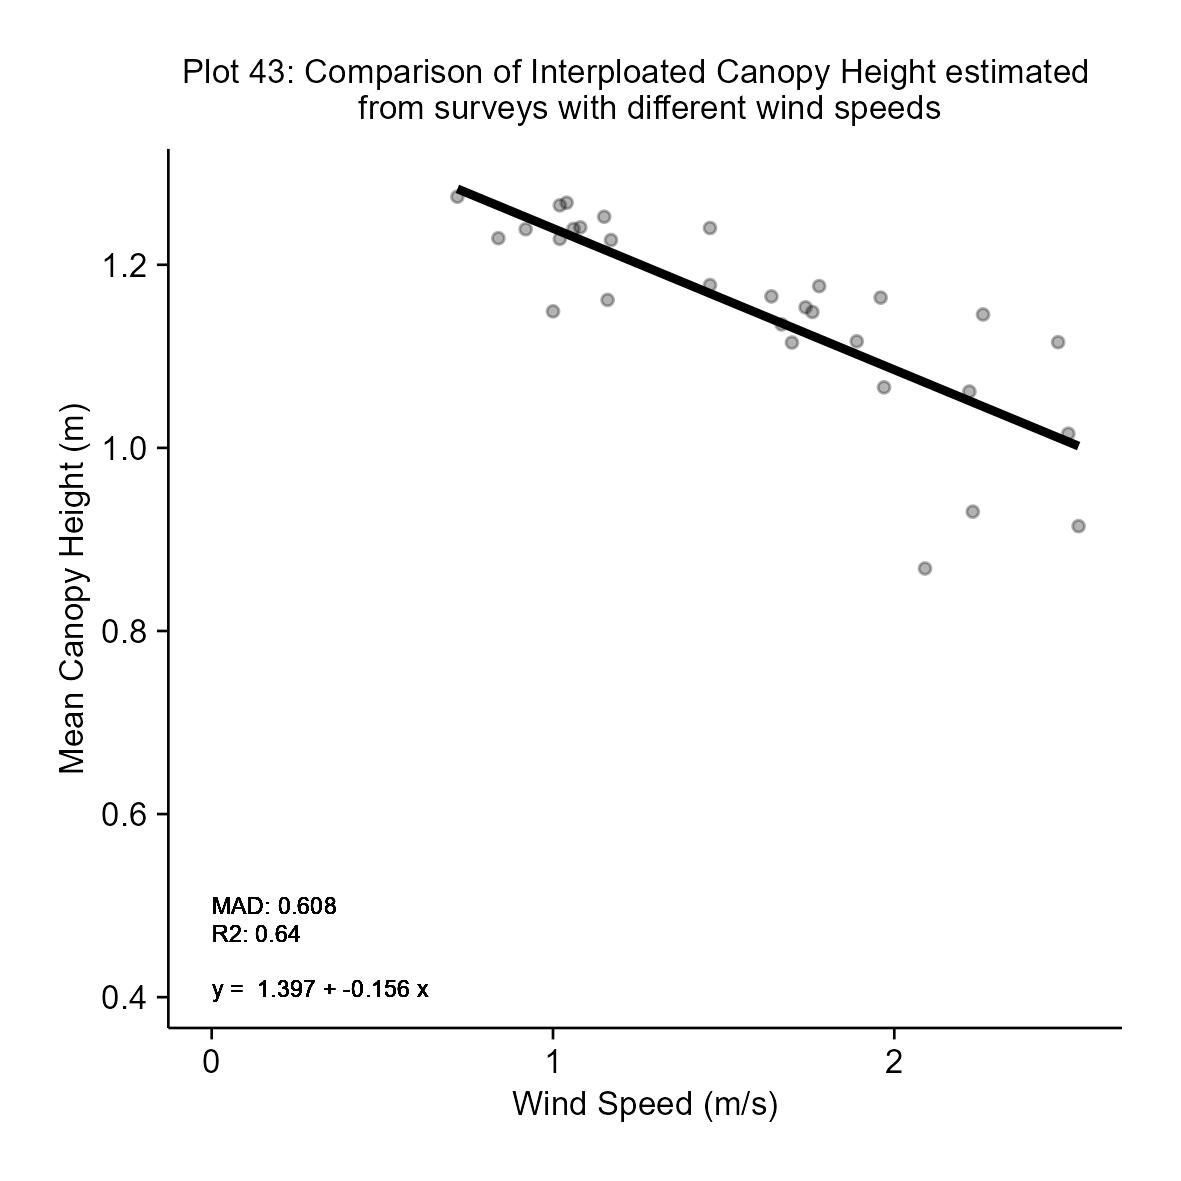 Plot 43: Comparison of Interploated Canopy Height estimated
from surveys with different wind speeds
Mean Canopy Height (m)
1.2
1.0
0.8
0.6
0.4
MAD: 0.608
R2: 0.64
y =  1.397 + -0.156 x
0 1 2
Wind Speed (m/s)